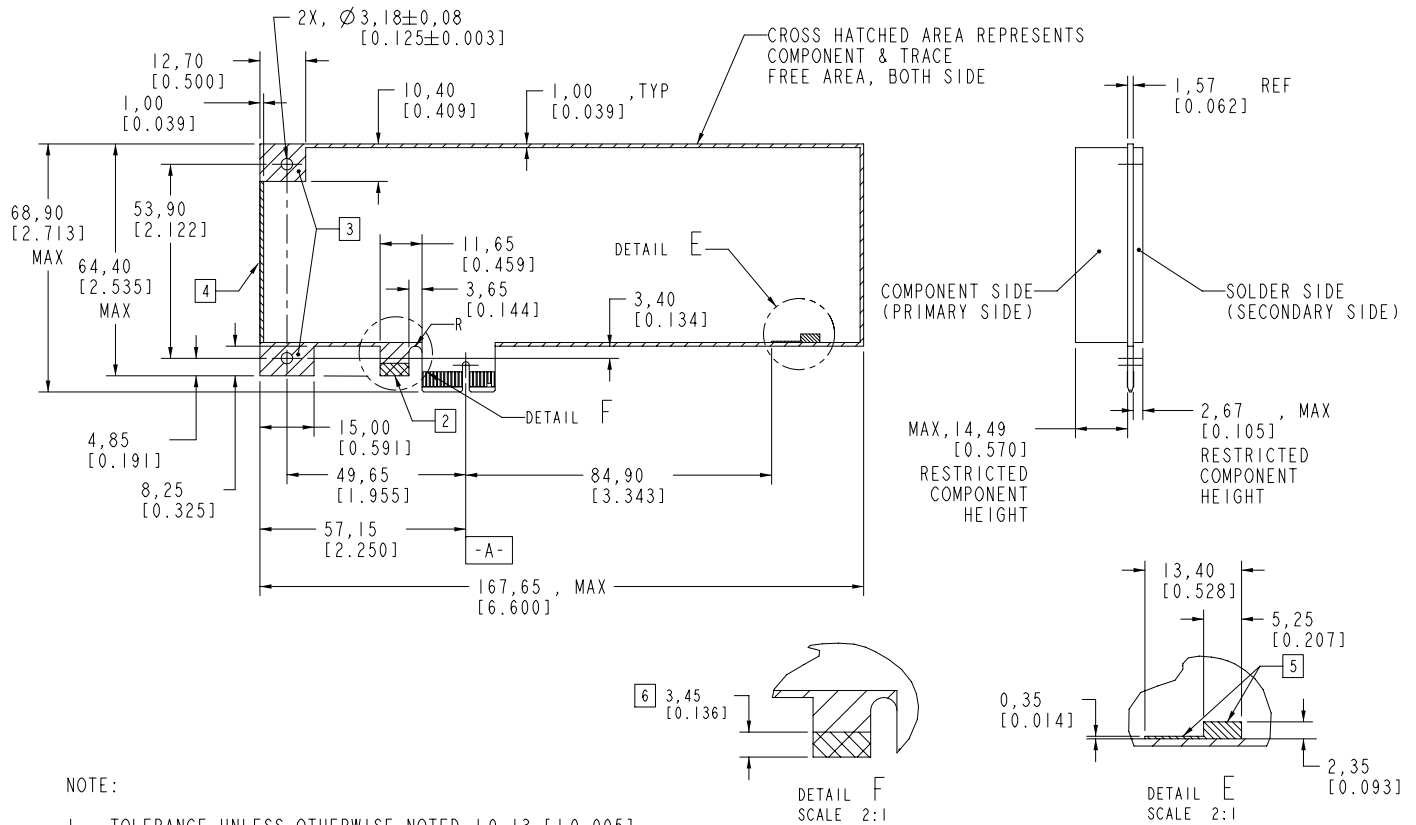 2X, Ø3,18±0,08
[0.125±0.003]
12,70
[0.500]
1,00
[0.039]
10,40
[0.409]
1,00 ,TYP
[0.039]
CROSS HATCHED AREA REPRESENTS
COMPONENT & TRACE
FREE AREA, BOTH SIDE
1,57 REF
[0.062]
68,90
[2.713]
MAX
53,90
[2.122]
64,40
[2.535]
MAX
3
4
11,65
[0.459]
3,65
[0.144]
R
DETAIL E
3,40
[0.134]
COMPONENT SIDE
(PRIMARY SIDE)
SOLDER SIDE
(SECONDARY SIDE)
2
DETAIL F
4,85
[0.191]
8,25
[0.325]
15,00
[0.591]
49,65
[1.955]
84,90
[3.343]
57,15
[2.250]
-A-
167,65 , MAX
[6.600]
MAX,14,49
[0.570]
RESTRICTED
COMPONENT
HEIGHT
2,67 , MAX
[0.105]
RESTRICTED
COMPONENT
HEIGHT
13,40
[0.528]
5,25
[0.207]
5
6 3,45
[0.136]
0,35
[0.014]
2,35
[0.093]
DETAIL F
SCALE 2:1
DETAIL E
SCALE 2:1
NOTE:
TOLERANCE UNLESS OTHERWISE NOTED